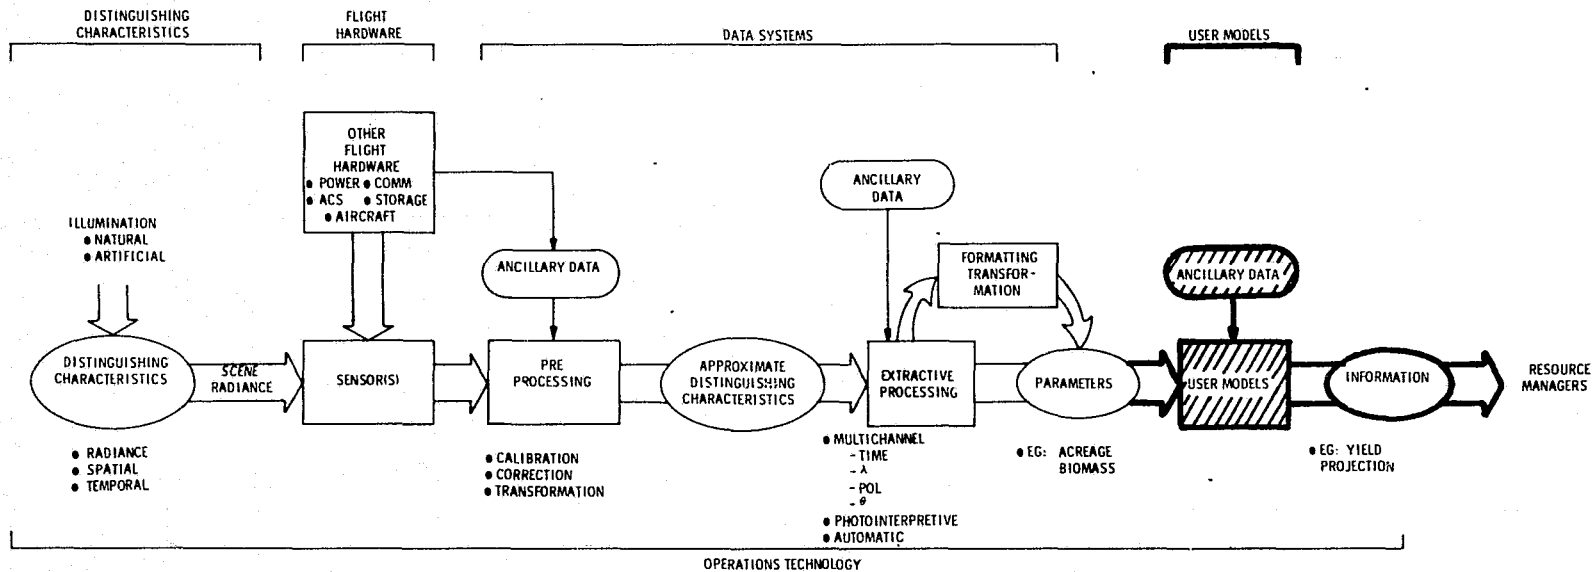 DISTINGUISHING
CHARACTERISTICS
FLIGHT
HARDWARE
DATA SYSTEMS
USER MODELS
OTHER
FLIGHT
HARDWARE
● POWER ● COMM
● ACS ● STORAGE
● AIRCRAFT
ILLUMINATION
● NATURAL
● ARTIFICIAL
ANCILLARY DATA
ANCILLARY
DATA
FORMATTING
TRANSFOR-
MATION
ANCILLARY DATA
DISTINGUISHING
CHARACTERISTICS
SCENE
RADIANCE
SENSOR(S)
PRE
PROCESSING
APPROXIMATE
DISTINGUISHING
CHARACTERISTICS
EXTRACTIVE
PROCESSING
PARAMETERS
USER MODELS
INFORMATION
RESOURCE
MANAGERS
● RADIANCE
● SPATIAL
● TEMPORAL
● CALIBRATION
● CORRECTION
● TRANSFORMATION
● MULTICHANNEL
- TIME
- λ
- POL
- θ
● PHOTOINTERPRETIVE
● AUTOMATIC
● EG: ACREAGE
BIOMASS
● EG: YIELD
PROJECTION
OPERATIONS TECHNOLOGY